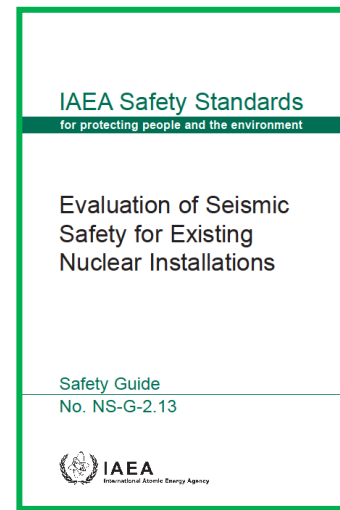 IAEA Safety Standards
for protecting people and the environment
Evaluation of Seismic
Safety for Existing
Nuclear Installations
Safety Guide
No. NS-G-2.13
IAEA
International Atomic Energy Agency